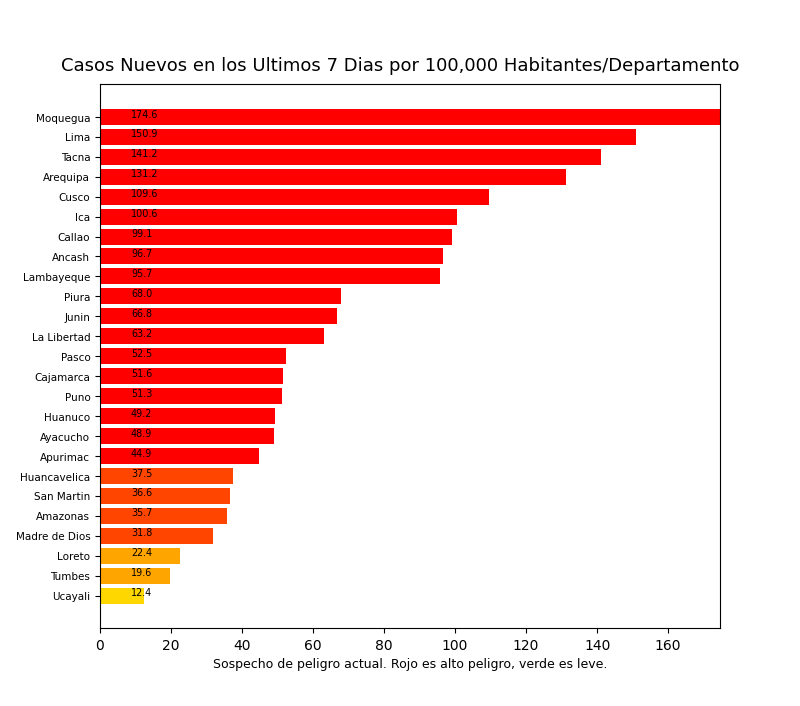 Casos Nuevos en los Ultimos 7 Dias por 100,000 Habitantes/Departamento
Moquegua 174.6
Lima 150.9
Tacna 141.2
Arequipa 131.2
Cusco 109.6
Ica 100.6
Callao 99.1
Ancash 96.7
Lambayeque 95.7
Piura 68.0
Junin 66.8
La Libertad 63.2
Pasco 52.5
Cajamarca 51.6
Puno 51.3
Huanuco 49.2
Ayacucho 48.9
Apurimac 44.9
Huancavelica 37.5
San Martin 36.6
Amazonas 35.7
Madre de Dios 31.8
Loreto 22.4
Tumbes 19.6
Ucayali 12.4
0 20 40 60 80 100 120 140 160
Sospecho de peligro actual. Rojo es alto peligro, verde es leve.